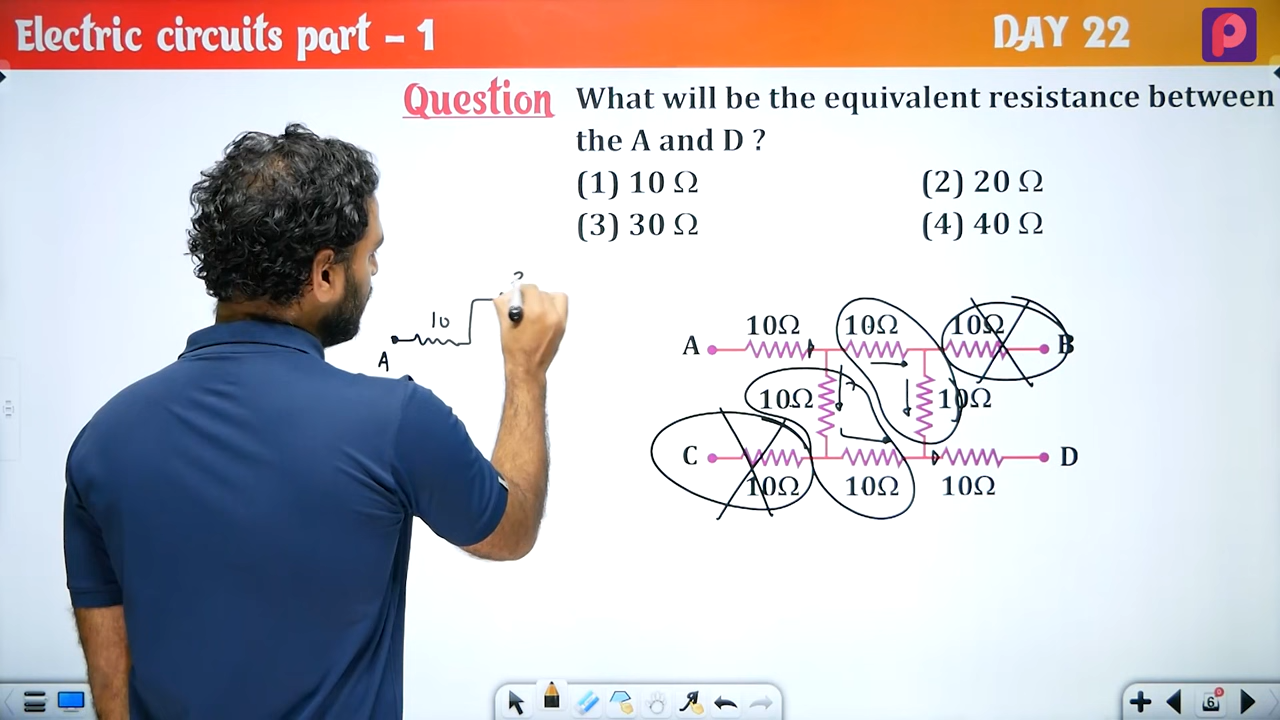 Electric circuits part – 1
DAY 22
Question What will be the equivalent resistance between
the A and D ?
(1) 10 Ω (2) 20 Ω
(3) 30 Ω (4) 40 Ω
10
A
10Ω 10Ω 10Ω
A B
10Ω 10Ω
C D
10Ω 10Ω 10Ω
6